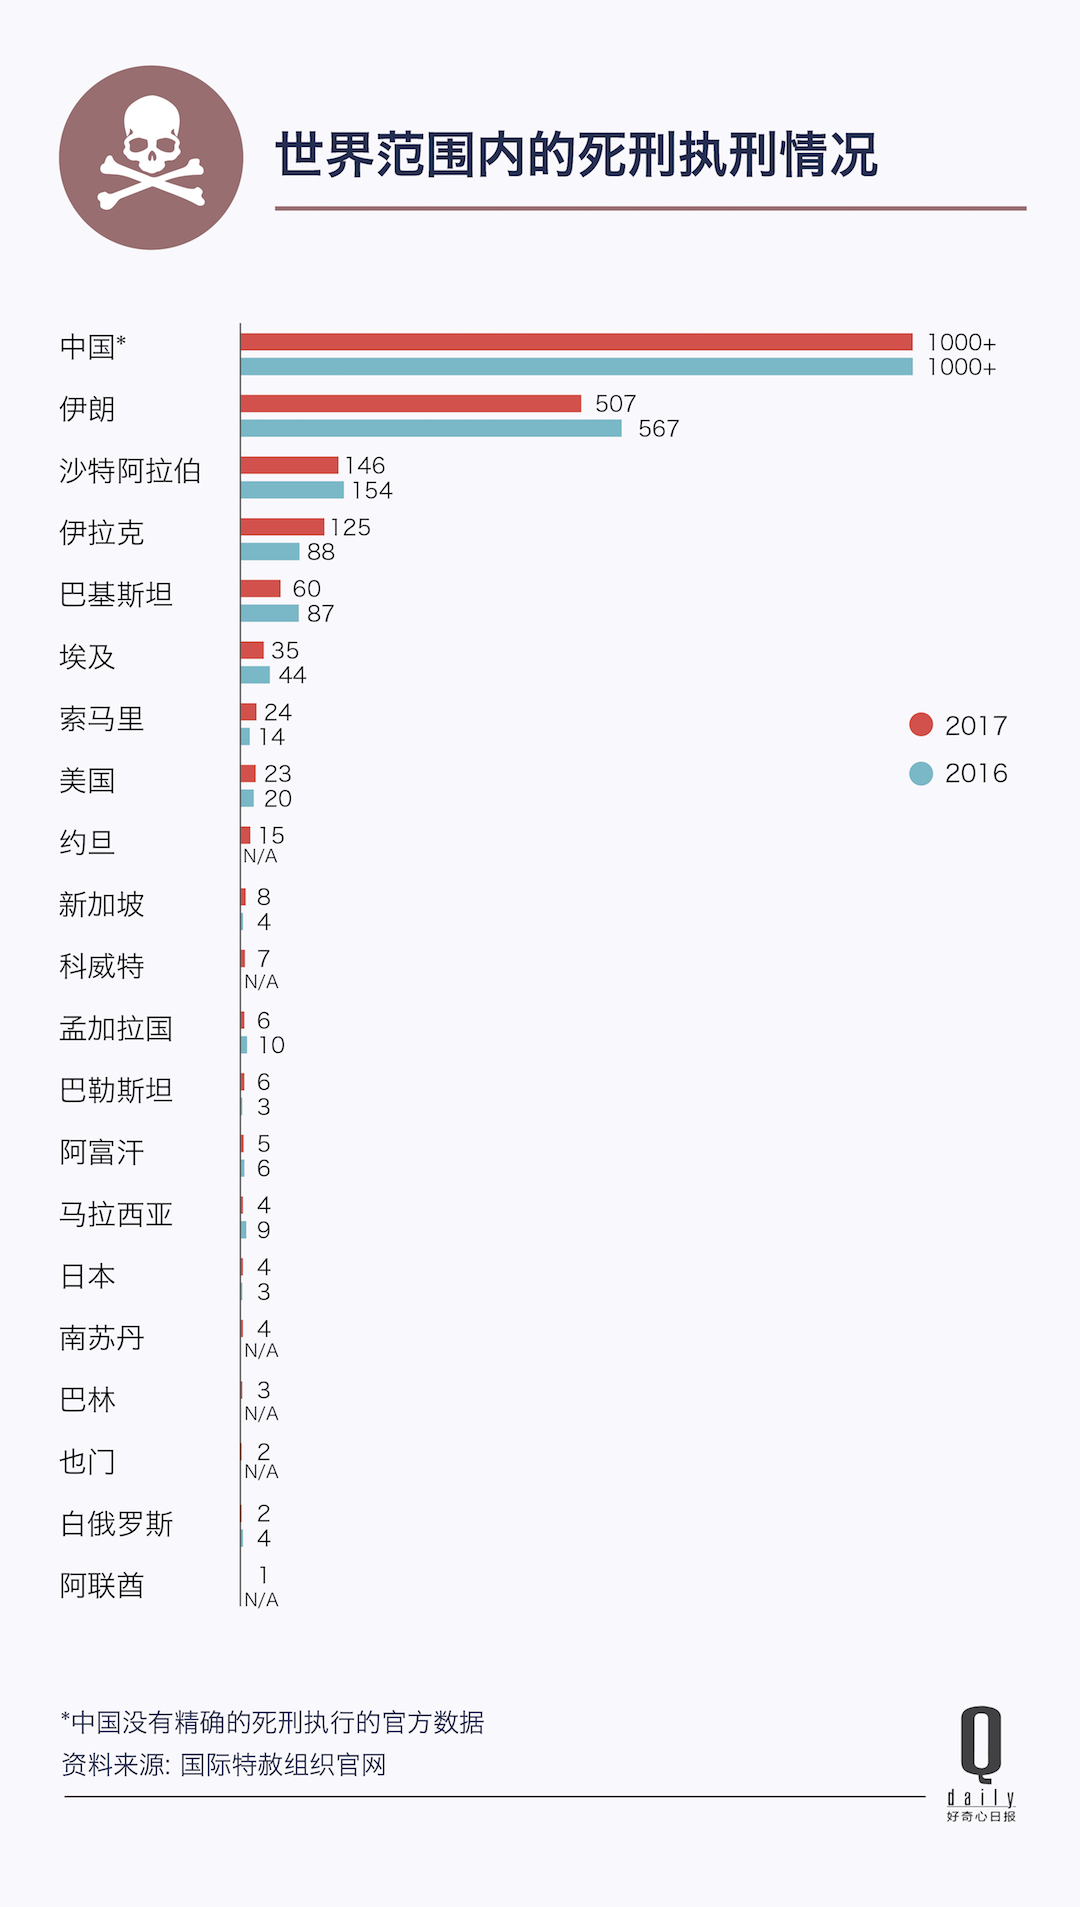 世界范围内的死刑执刑情况
中国* 1000+
1000+
伊朗 507
567
沙特阿拉伯 146
154
伊拉克 125
88
巴基斯坦 60
87
埃及 35
44
索马里 24
14
2017
美国 23
20
2016
约旦 15
N/A
新加坡 8
4
科威特 7
N/A
孟加拉国 6
10
巴勒斯坦 6
3
阿富汗 5
6
马拉西亚 4
9
日本 4
3
南苏丹 4
N/A
巴林 3
N/A
也门 2
N/A
白俄罗斯 2
4
阿联酋 1
N/A
*中国没有精确的死刑执行的官方数据
资料来源: 国际特赦组织官网
Q
daily
好奇心日报